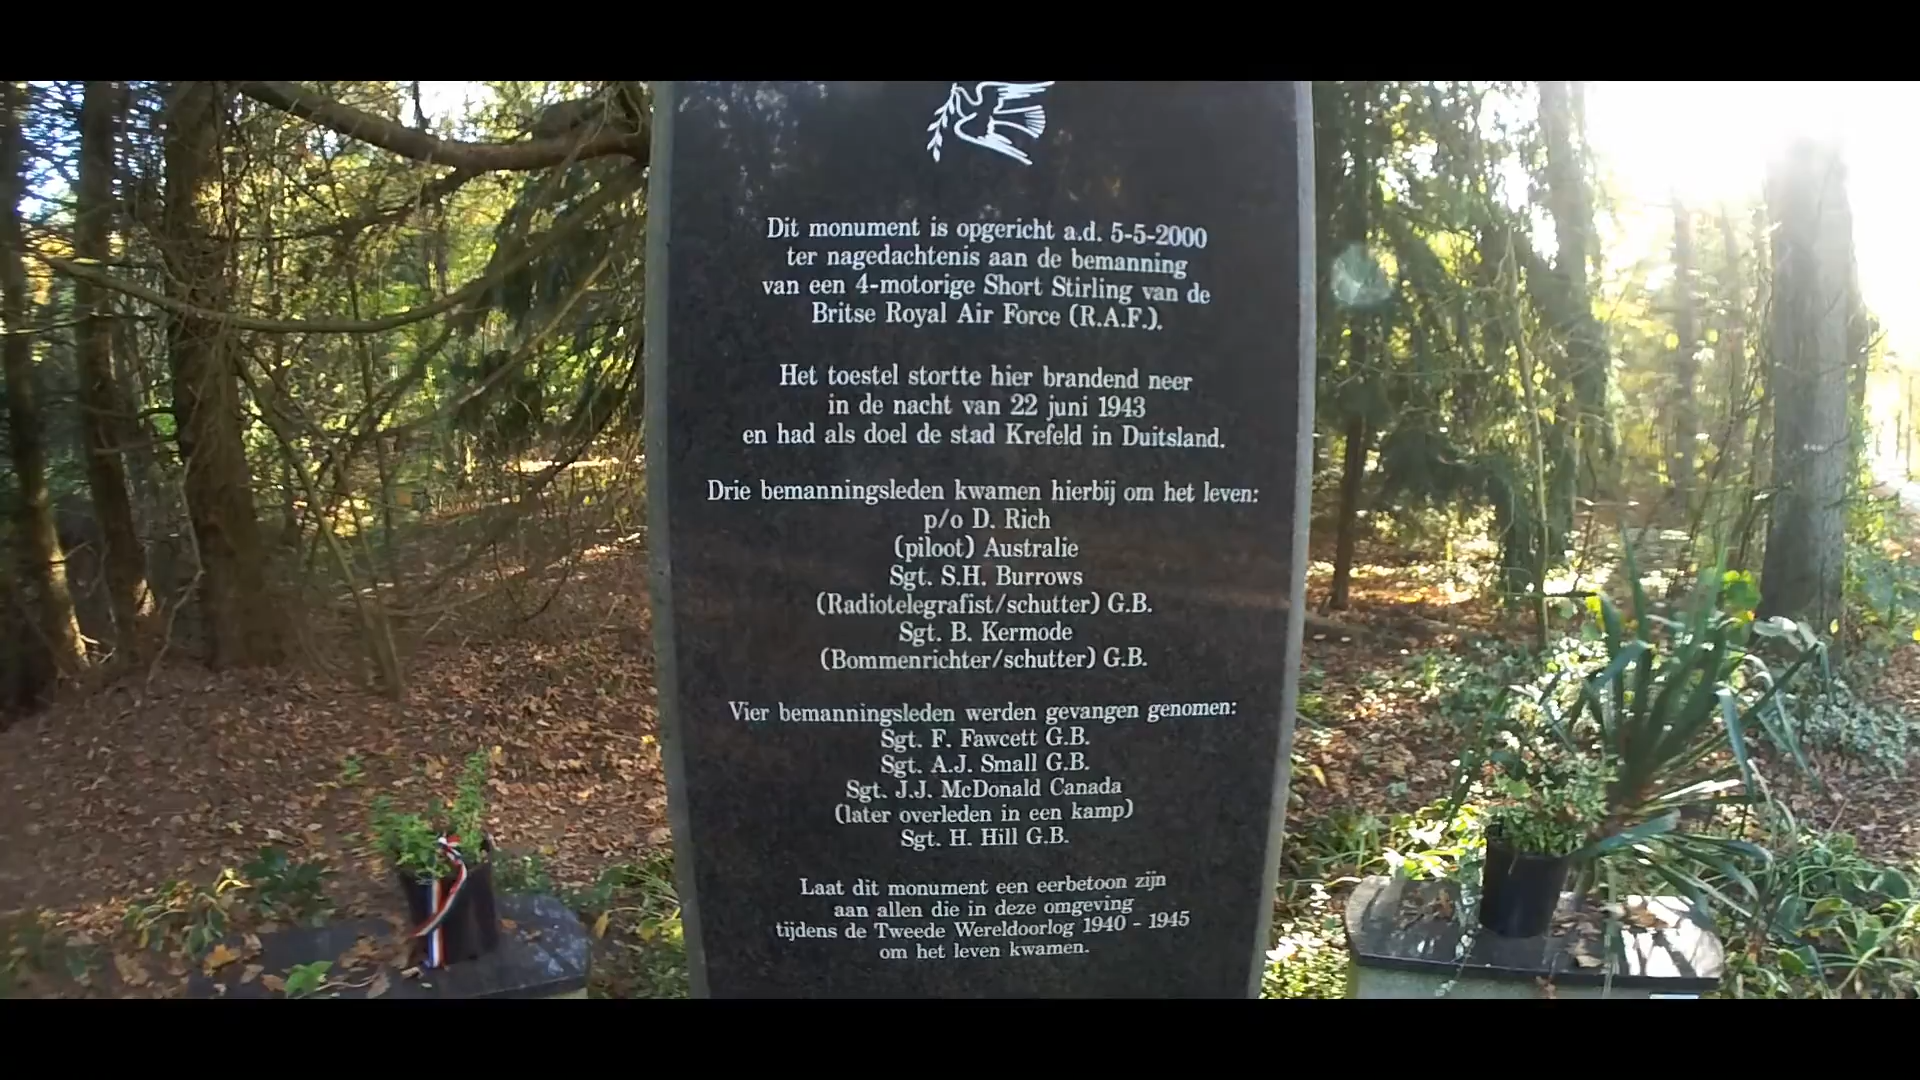 Dit monument is opgericht a.d. 5-5-2000
ter nagedachtenis aan de bemanning
van een 4-motorige Short Stirling van de
Britse Royal Air Force (R.A.F.).
Het toestel stortte hier brandend neer
in de nacht van 22 juni 1943
en had als doel de stad Krefeld in Duitsland.
Drie bemanningsleden kwamen hierbij om het leven:
p/o D. Rich
(piloot) Australie
Sgt. S.H. Burrows
(Radiotelegrafist/schutter) G.B.
Sgt. B. Kermode
(Bommenrichter/schutter) G.B.
Vier bemanningsleden werden gevangen genomen:
Sgt. F. Fawcett G.B.
Sgt. A.J. Small G.B.
Sgt. J.J. McDonald Canada
(later overleden in een kamp)
Sgt. H. Hill G.B.
Laat dit monument een eerbetoon zijn
aan allen die in deze omgeving
tijdens de Tweede Wereldoorlog 1940 - 1945
om het leven kwamen.